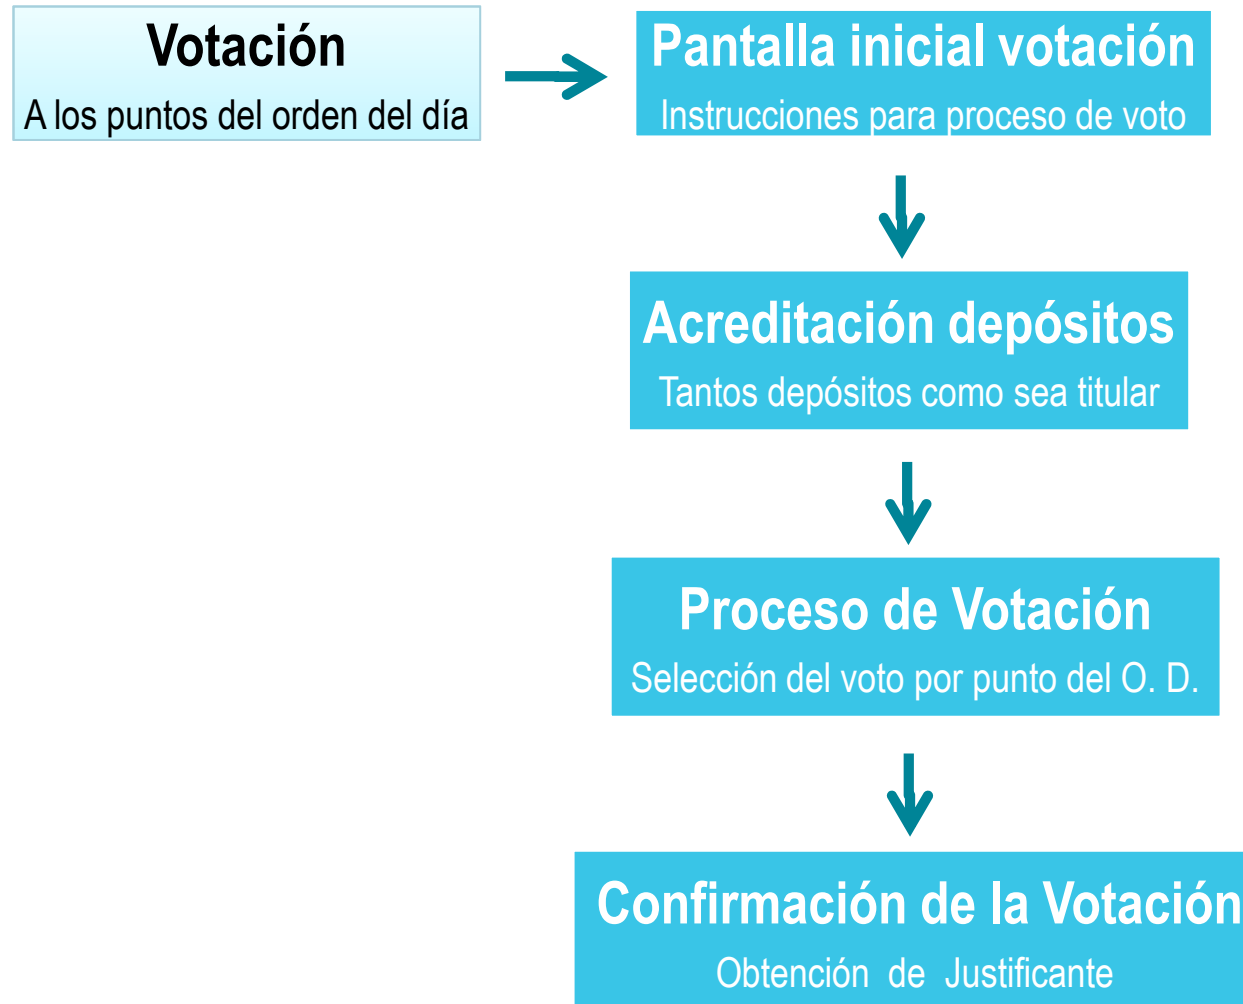 Votación
A los puntos del orden del día
Pantalla inicial votación
Instrucciones para proceso de voto
Acreditación depósitos
Tantos depósitos como sea titular
Proceso de Votación
Selección del voto por punto del O. D.
Confirmación de la Votación
Obtención de Justificante